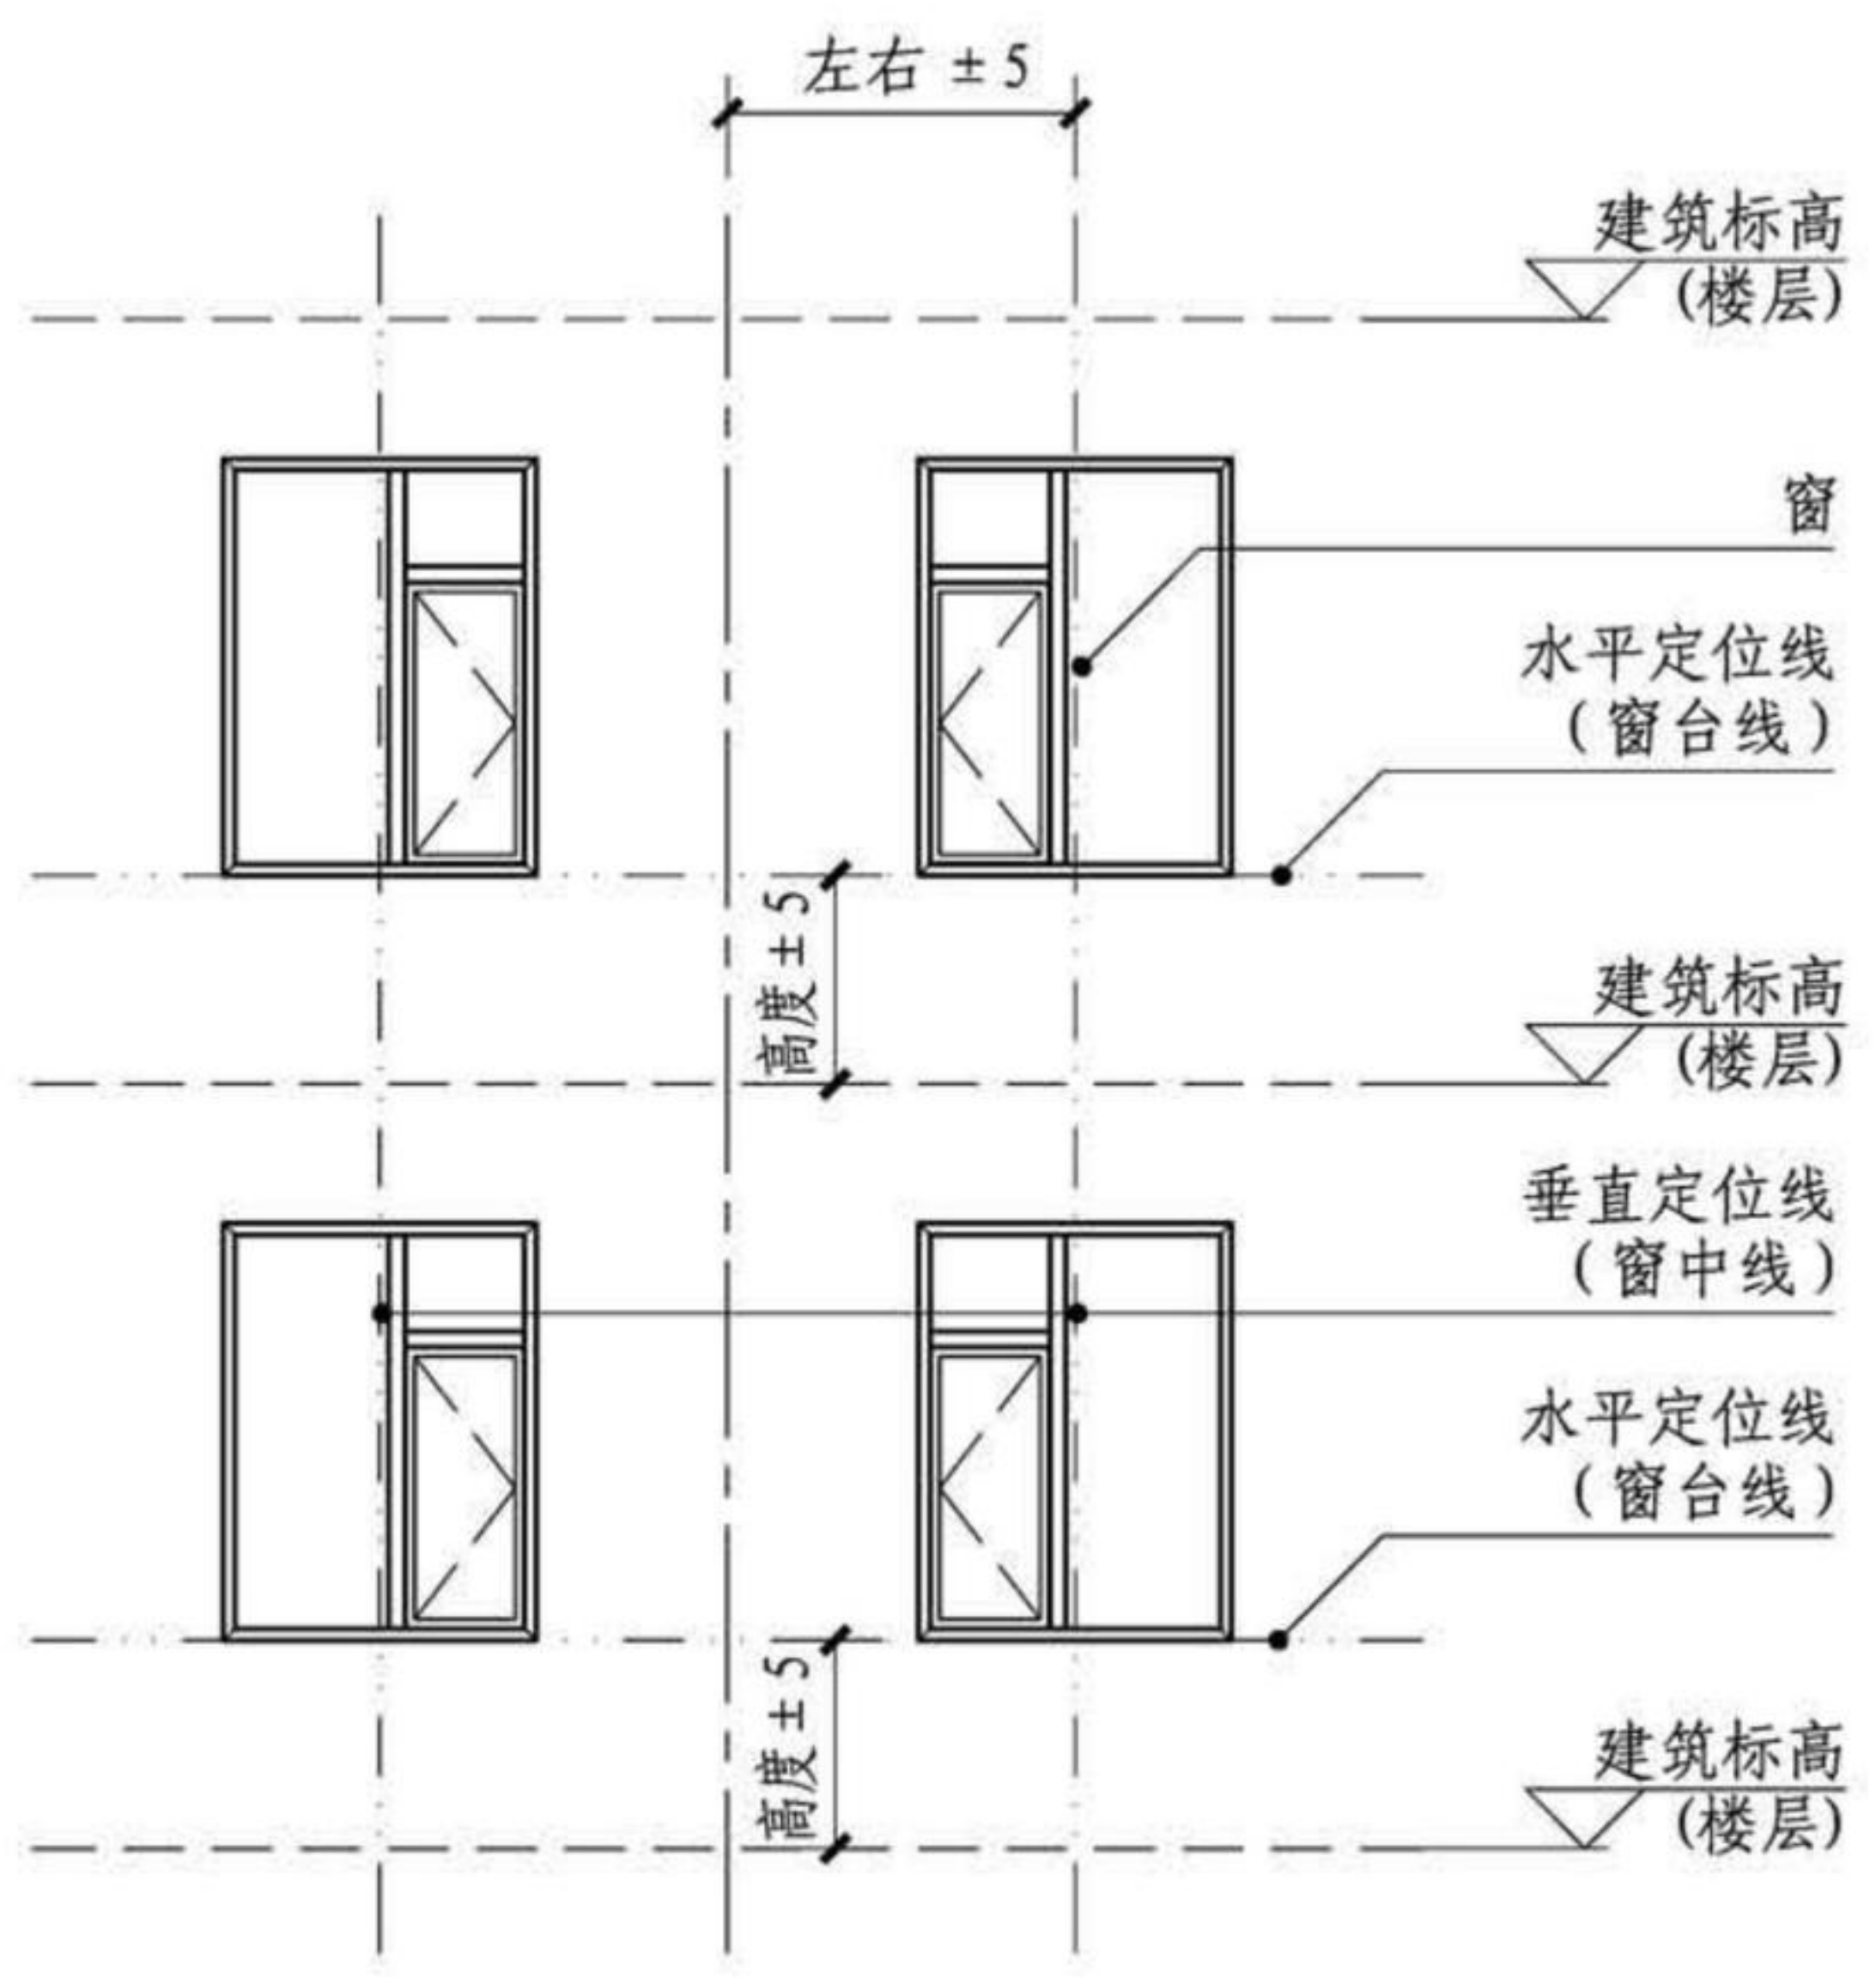 左右 ± 5
建筑标高
(楼层)
窗
水平定位线
(窗台线)
高度 ± 5
建筑标高
(楼层)
垂直定位线
(窗中线)
水平定位线
(窗台线)
高度 ± 5
建筑标高
(楼层)